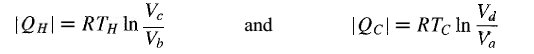 |Q_H| = RT_H ln V_c/V_b and |Q_C| = RT_C ln V_d/V_a